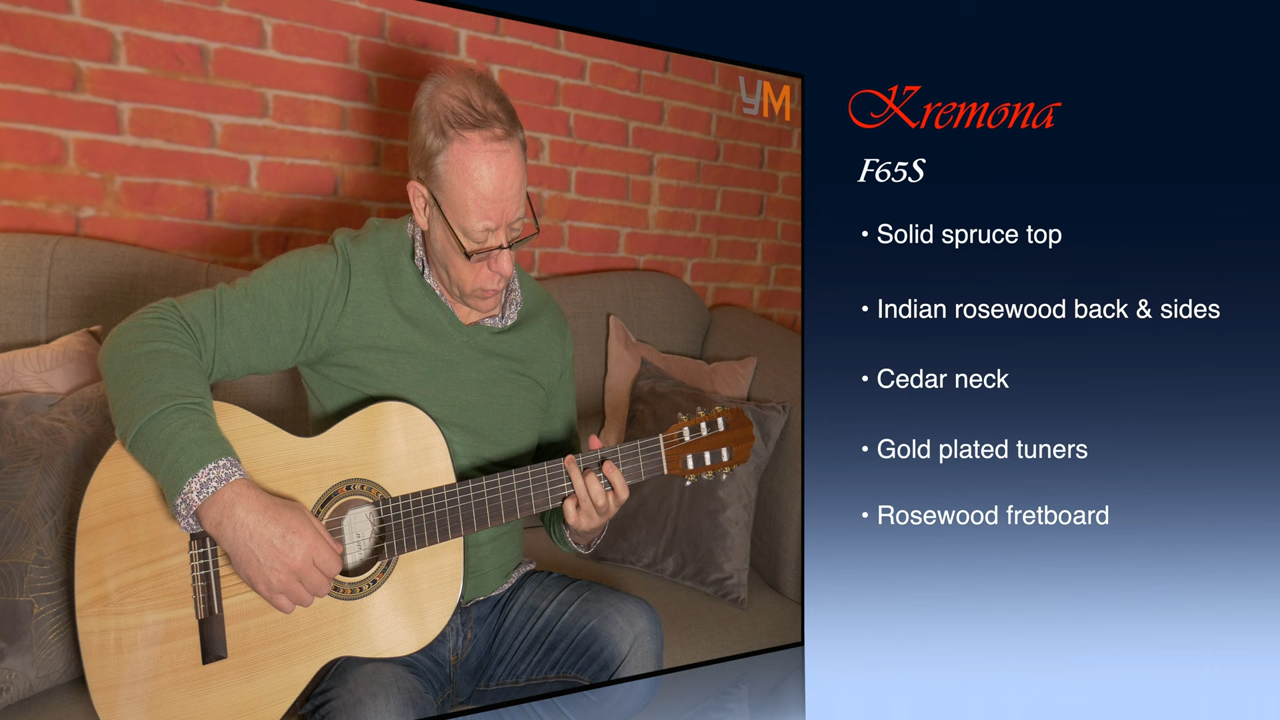 YM
Kremona
F65S
• Solid spruce top
• Indian rosewood back & sides
• Cedar neck
• Gold plated tuners
• Rosewood fretboard